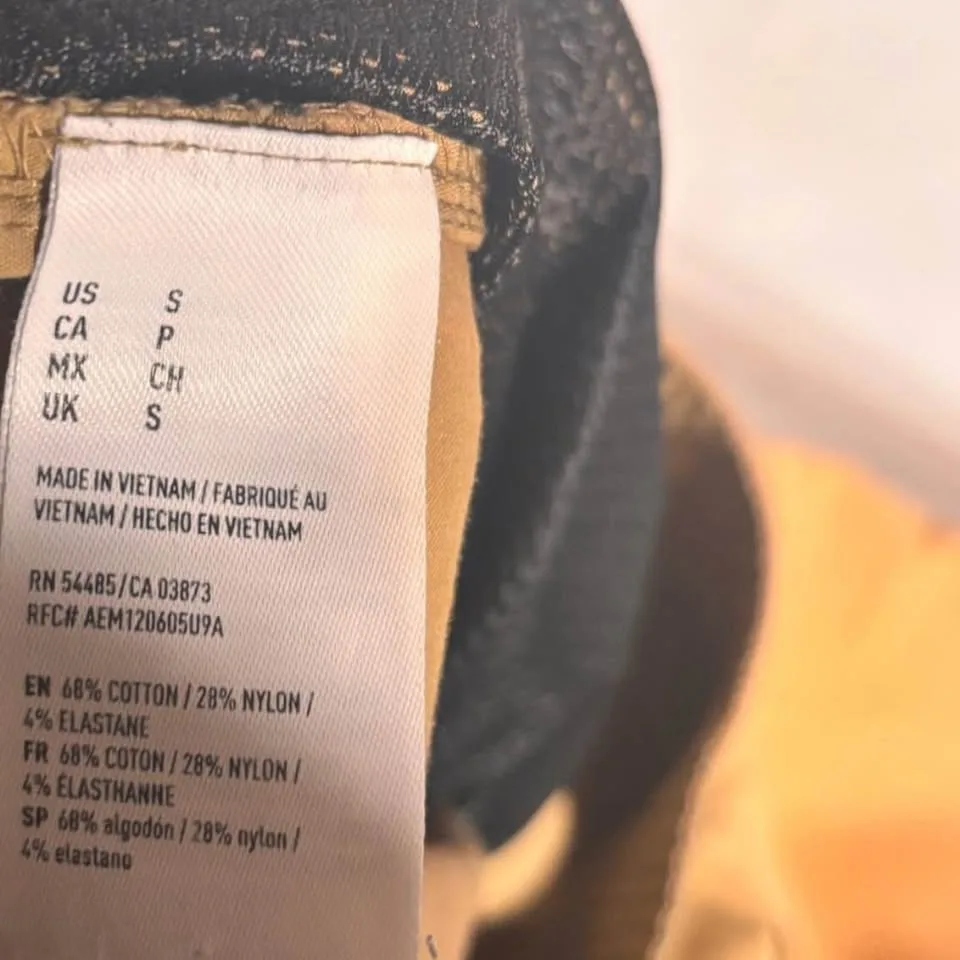 US S
CA P
MX CH
UK S
MADE IN VIETNAM / FABRIQUÉ AU
VIETNAM / HECHO EN VIETNAM
RN 54485/CA 03873
RFC# AEM120605U9A
EN 68% COTTON / 28% NYLON /
4% ELASTANE
FR 68% COTON / 28% NYLON /
4% ÉLASTHANNE
SP 68% algodón / 28% nylon /
4% elastano